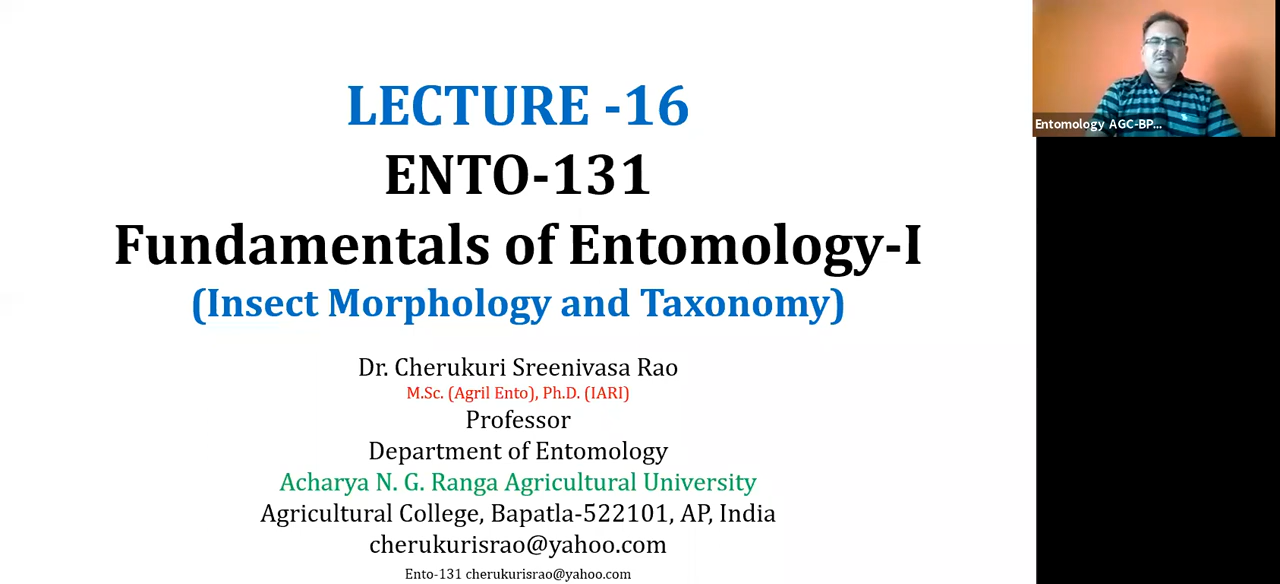 LECTURE -16
ENTO-131
Fundamentals of Entomology-I
(Insect Morphology and Taxonomy)
Dr. Cherukuri Sreenivasa Rao
M.Sc. (Agril Ento), Ph.D. (IARI)
Professor
Department of Entomology
Acharya N. G. Ranga Agricultural University
Agricultural College, Bapatla-522101, AP, India
cherukurisrao@yahoo.com
Ento-131 cherukurisrao@yahoo.com
Entomology AGC-BP...